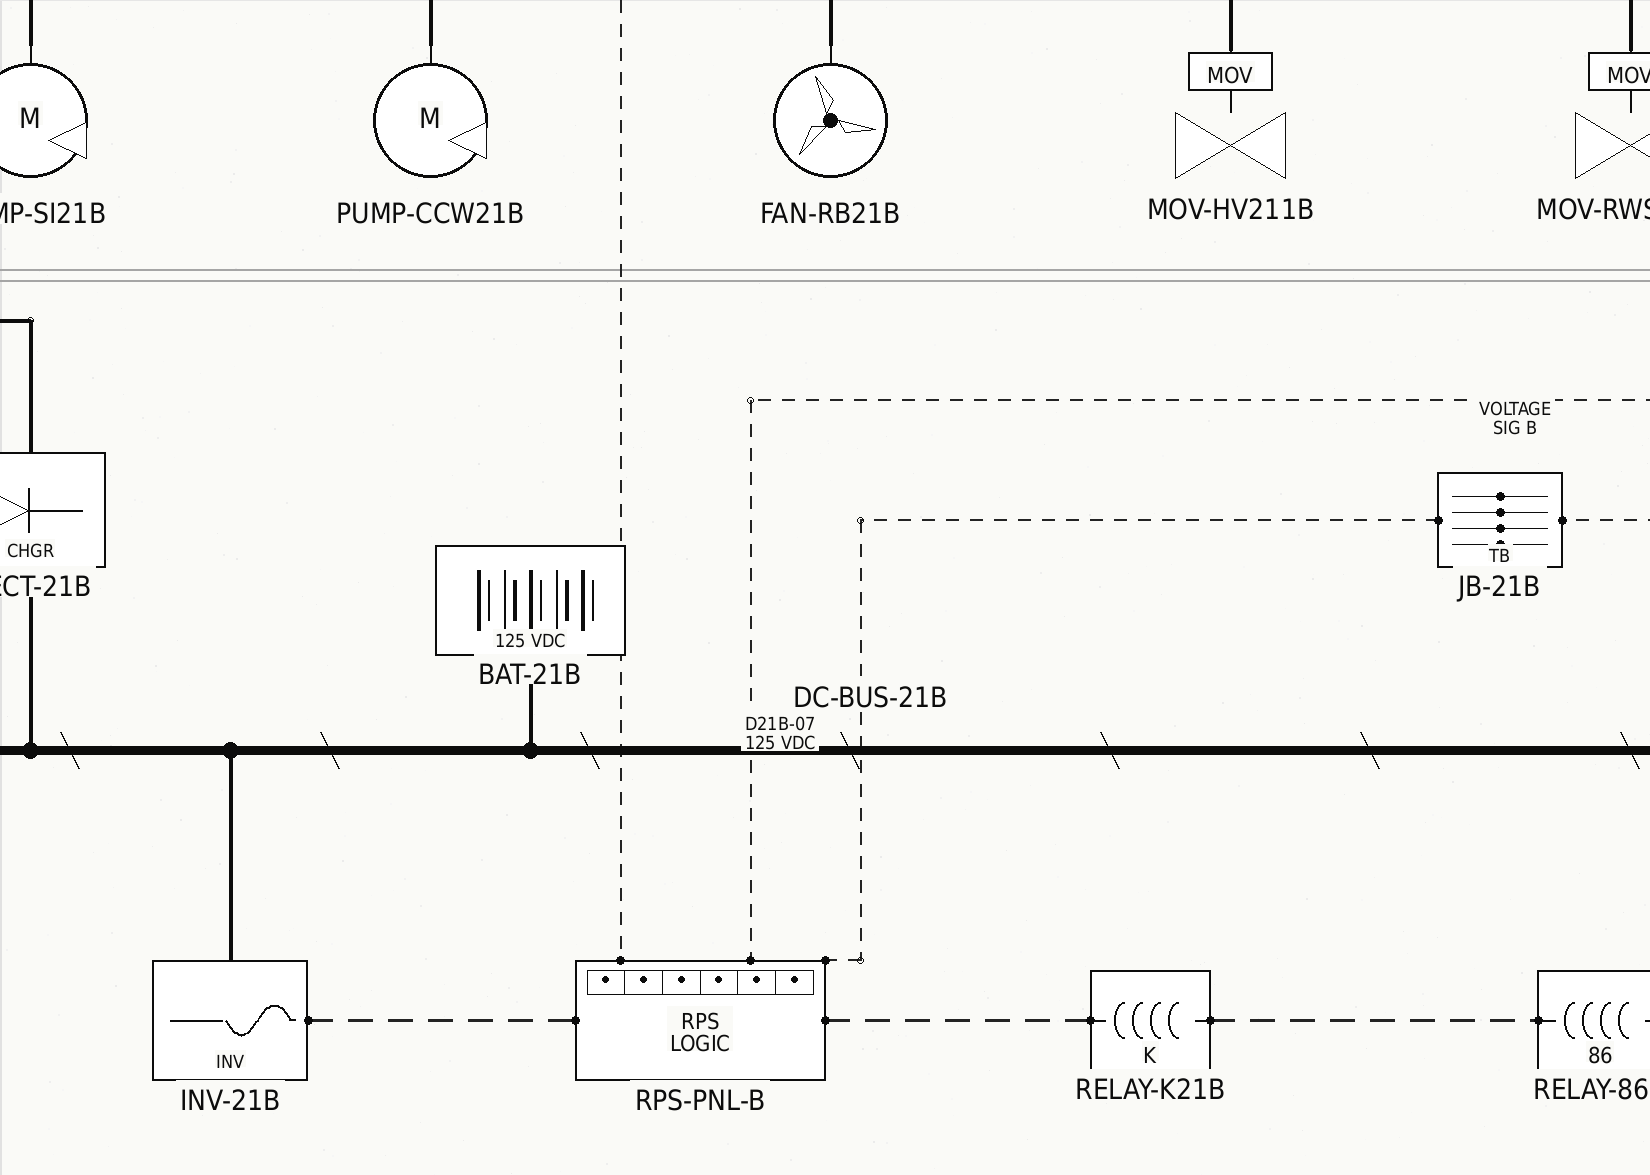 MOV
MOV
M
M
MP-SI21B
PUMP-CCW21B
FAN-RB21B
MOV-HV211B
MOV-RWS
VOLTAGE
SIG B
CHGR
ECT-21B
TB
JB-21B
125 VDC
BAT-21B
DC-BUS-21B
D21B-07
125 VDC
INV
INV-21B
RPS
LOGIC
RPS-PNL-B
K
RELAY-K21B
86
RELAY-86